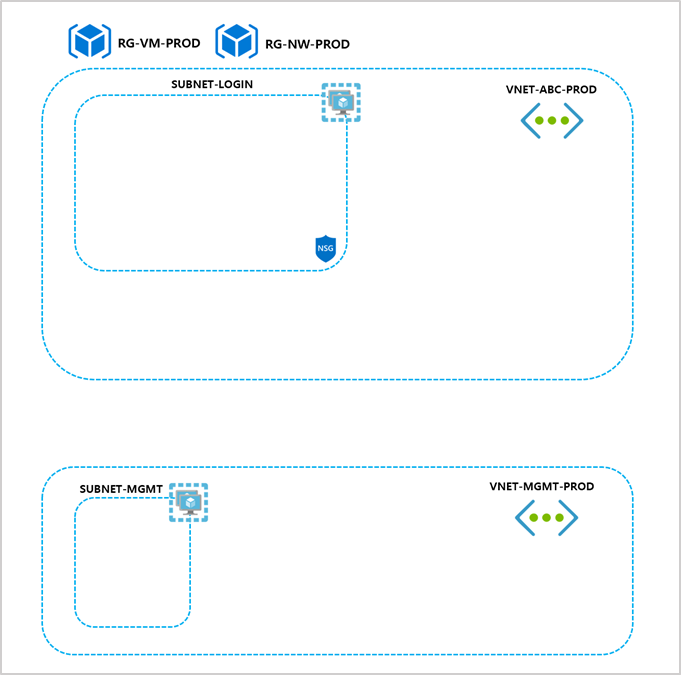 RG-VM-PROD
RG-NW-PROD
SUBNET-LOGIN
VNET-ABC-PROD
NSG
SUBNET-MGMT
VNET-MGMT-PROD